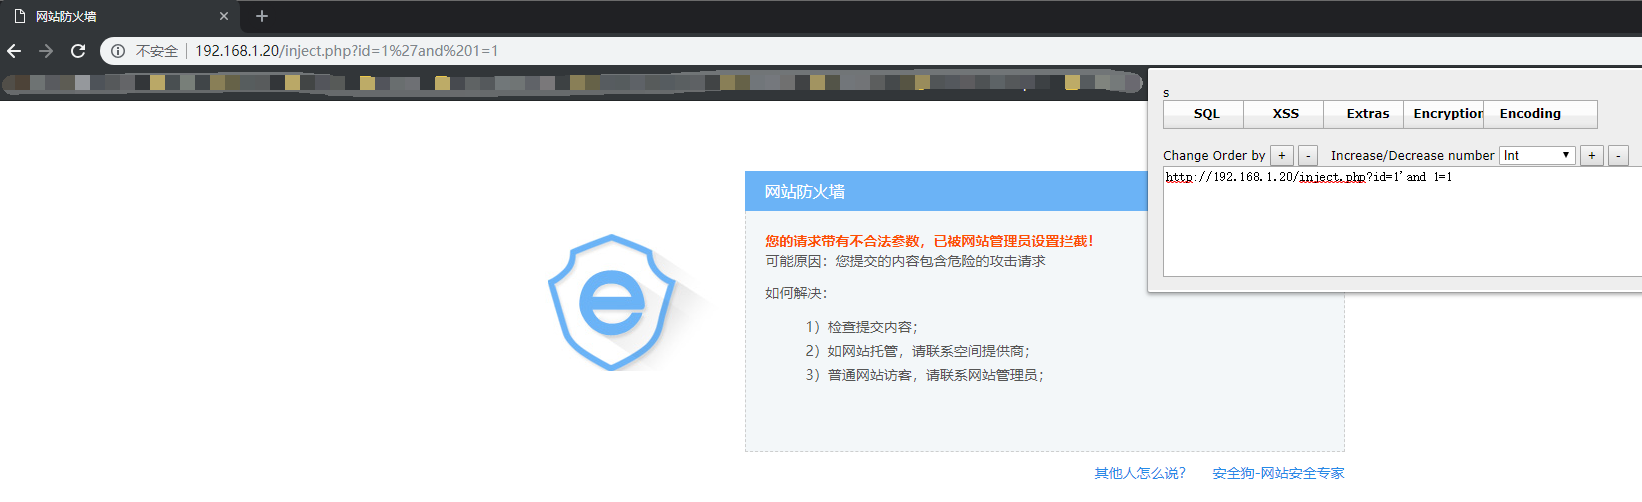 网站防火墙
不安全 192.168.1.20/inject.php?id=1%27and%201=1
s
SQL XSS Extras Encryption Encoding
Change Order by + - Increase/Decrease number Int + -
http://192.168.1.20/inject.php?id=1'and 1=1
网站防火墙
您的请求带有不合法参数，已被网站管理员设置拦截！
可能原因：您提交的内容包含危险的攻击请求
如何解决：
1）检查提交内容；
2）如网站托管，请联系空间提供商；
3）普通网站访客，请联系网站管理员；
其他人怎么说? 安全狗-网站安全专家